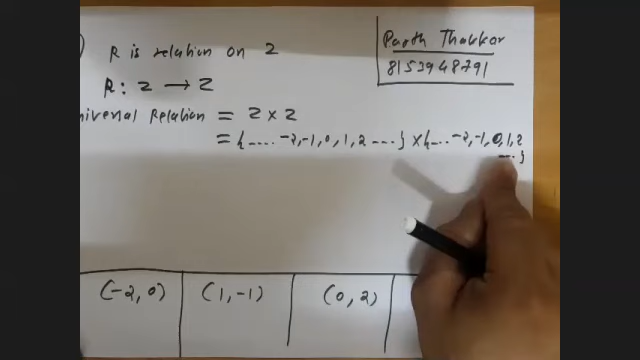 R is relation on Z
Parth Thakkar
8153948791
R: Z → Z
niversal Relation = Z × Z
= {.... -2, -1, 0, 1, 2 ....} × {... -2, -1, 0, 1, 2
....}
(-2, 0) (1, -1) (0, 2)